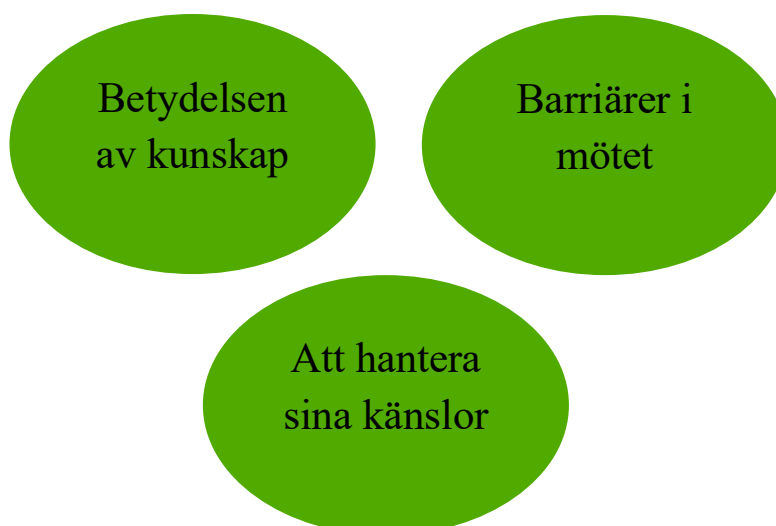 Betydelsen
av kunskap
Barriärer i
mötet
Att hantera
sina känslor